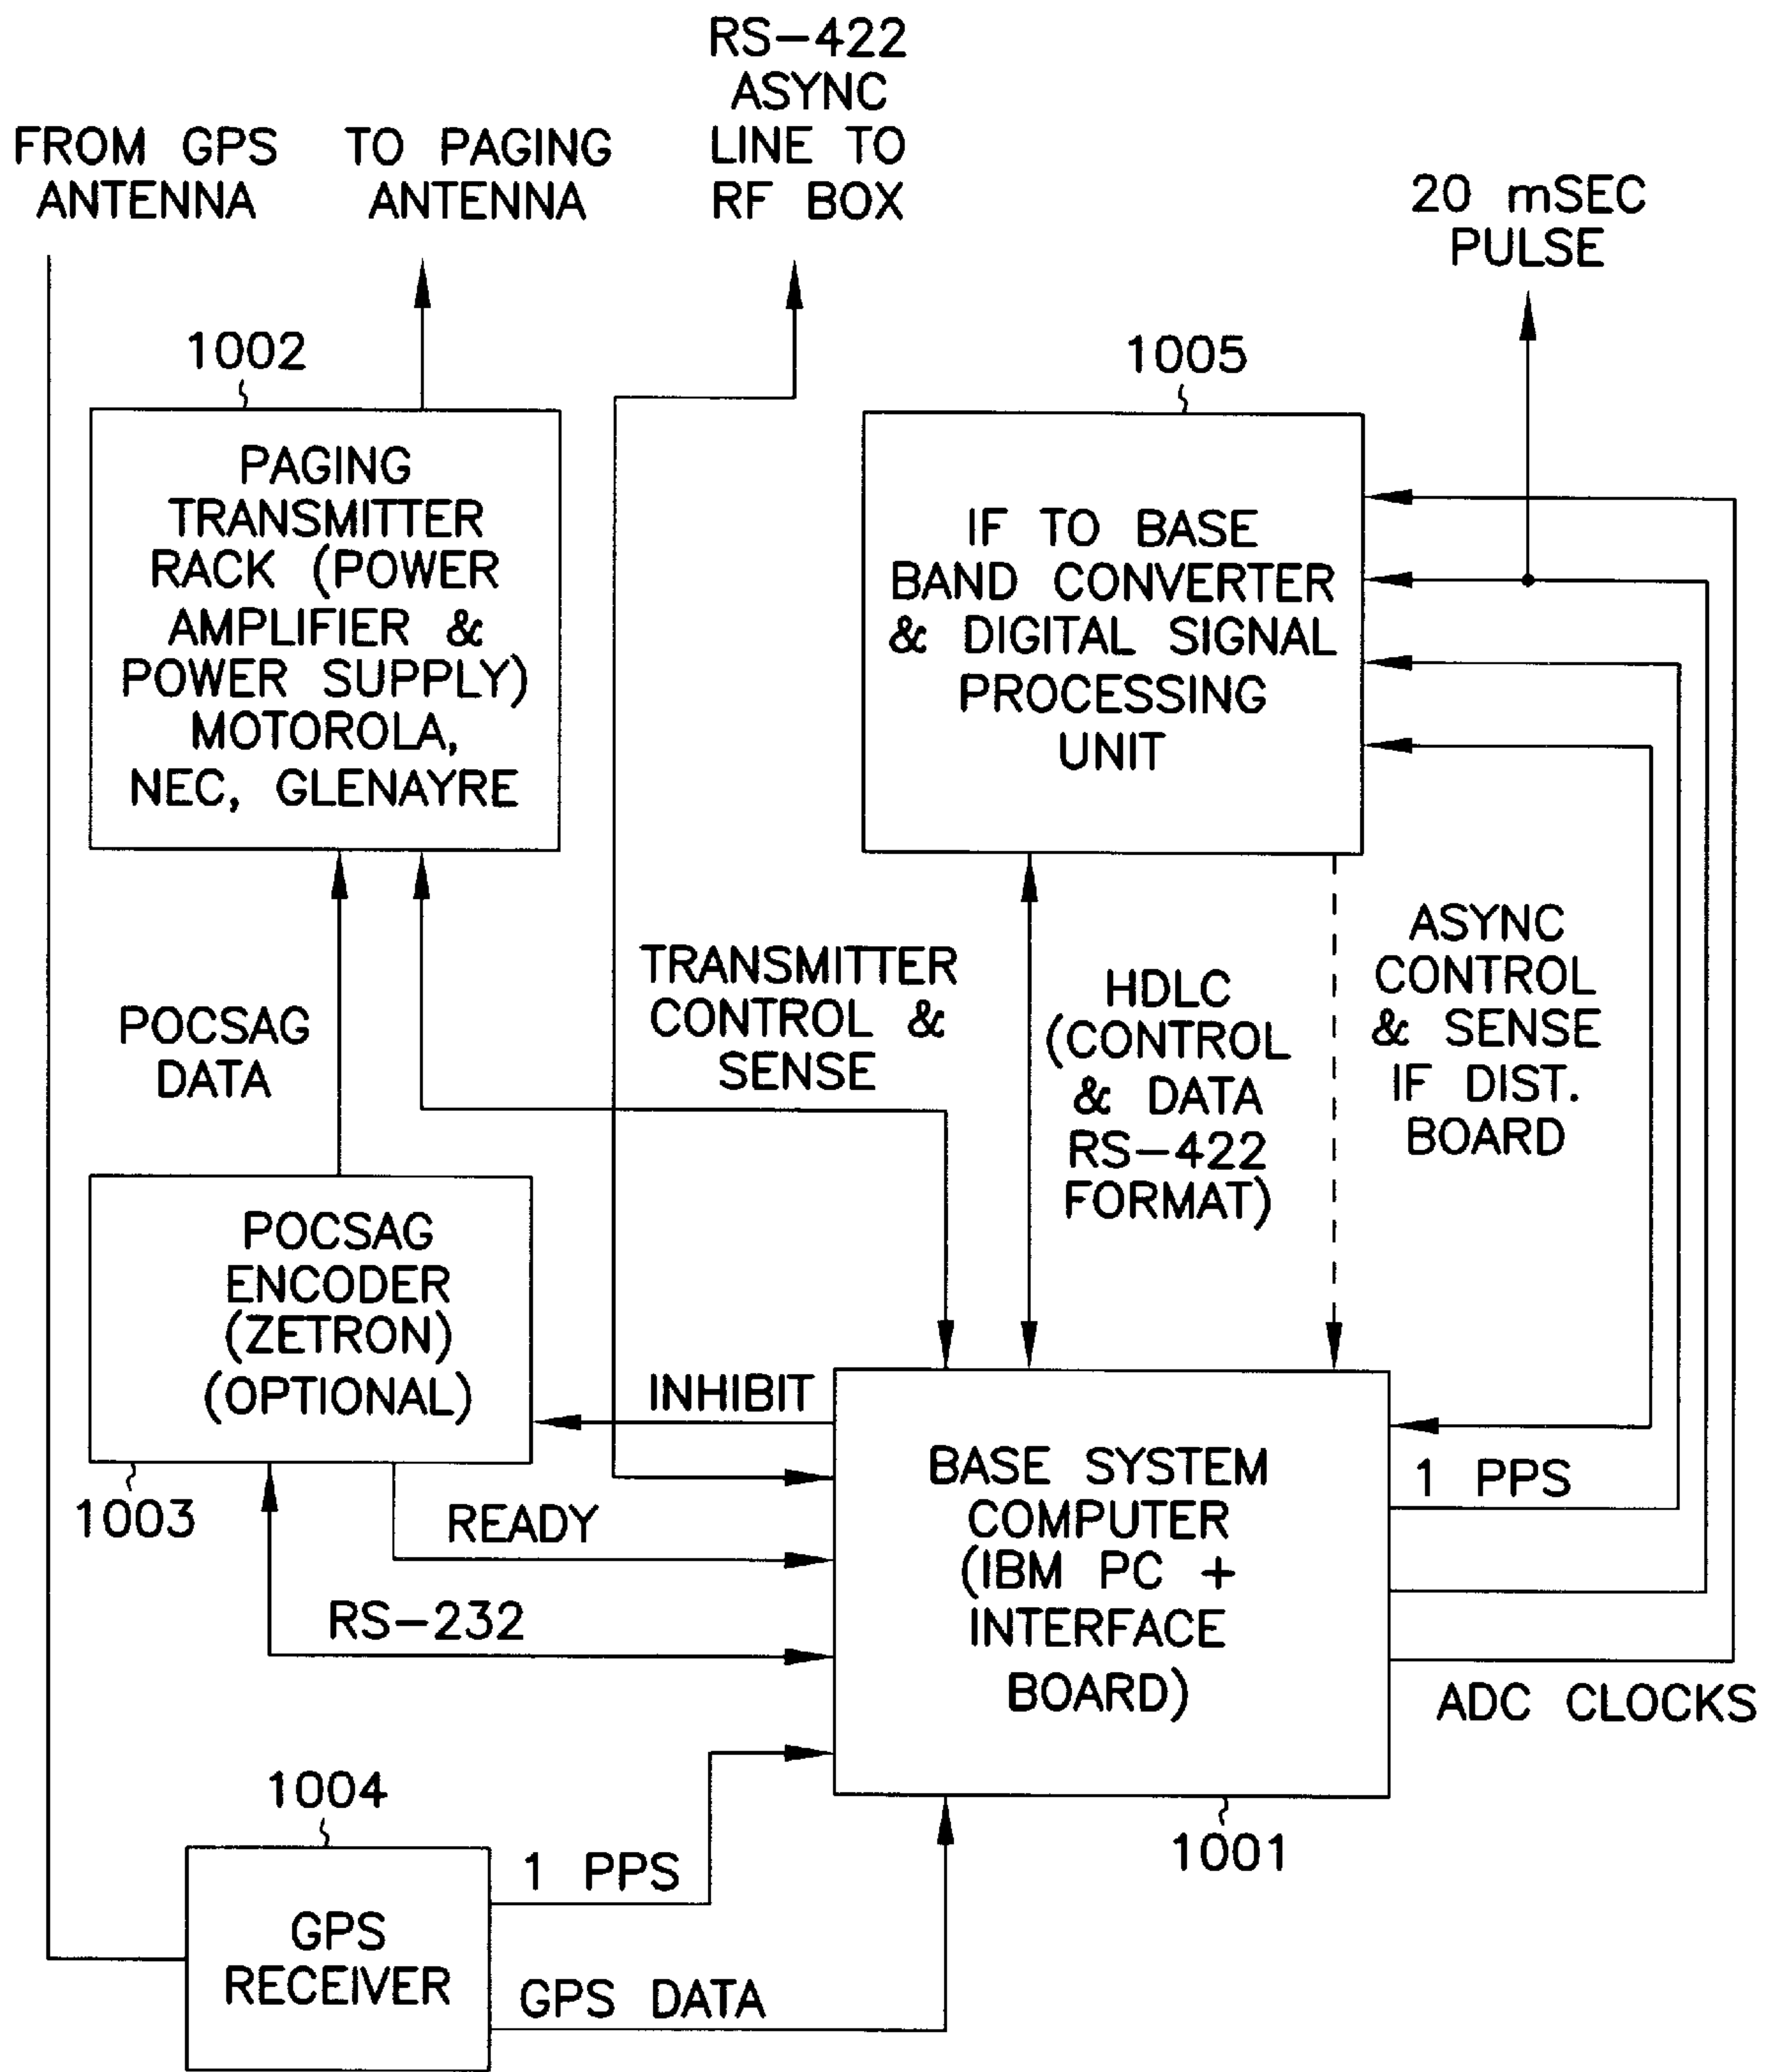 RS-422
ASYNC
LINE TO
RF BOX
FROM GPS
ANTENNA
TO PAGING
ANTENNA
20 mSEC
PULSE
1002
1005
PAGING
TRANSMITTER
RACK (POWER
AMPLIFIER &
POWER SUPPLY)
MOTOROLA,
NEC, GLENAYRE
IF TO BASE
BAND CONVERTER
& DIGITAL SIGNAL
PROCESSING
UNIT
POCSAG
DATA
TRANSMITTER
CONTROL &
SENSE
HDLC
(CONTROL
& DATA
RS-422
FORMAT)
ASYNC
CONTROL
& SENSE
IF DIST.
BOARD
POCSAG
ENCODER
(ZETRON)
(OPTIONAL)
1003
INHIBIT
READY
RS-232
BASE SYSTEM
COMPUTER
(IBM PC +
INTERFACE
BOARD)
1 PPS
ADC CLOCKS
1001
1004
GPS
RECEIVER
1 PPS
GPS DATA